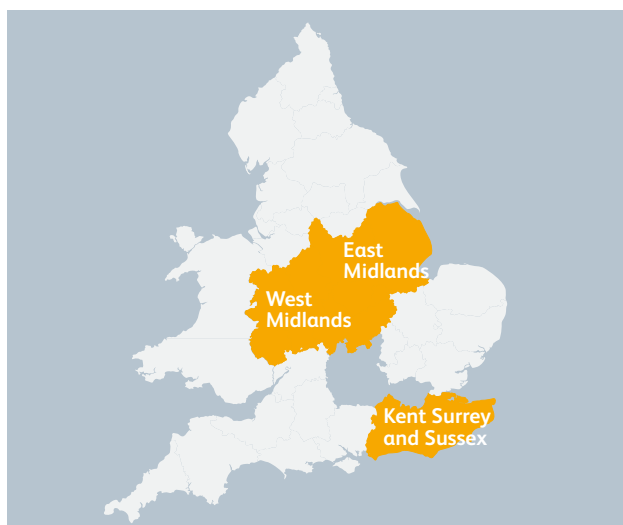 East
Midlands
West
Midlands
Kent Surrey
and Sussex